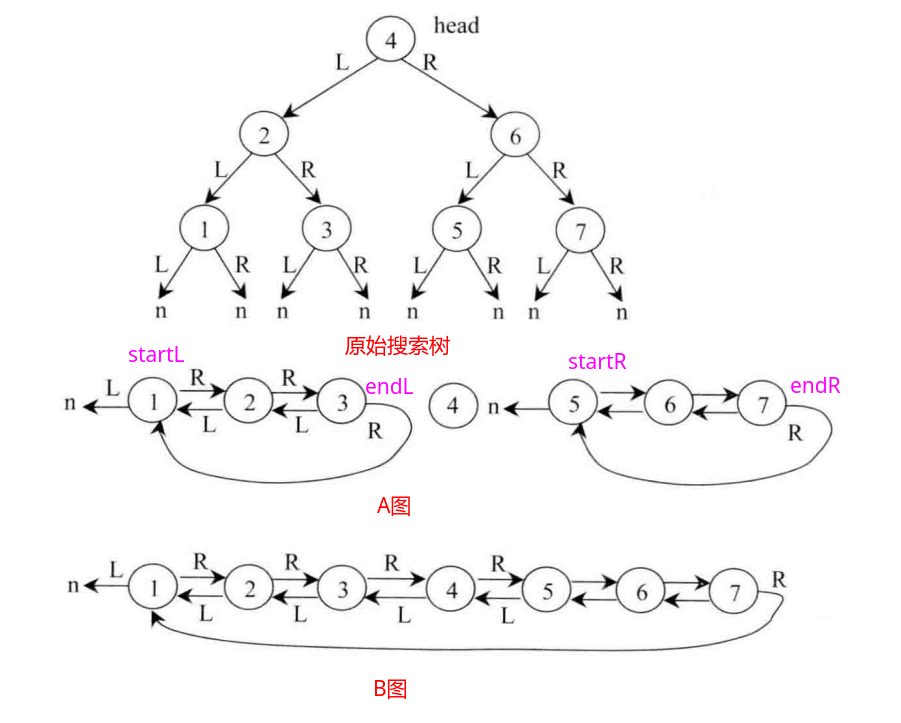 4 head
L R
2 6
L R L R
1 3 5 7
L R L R L R L R
n n n n n n n n
原始搜索树
startL startR
n L 1 R 2 R 3 endL 4 n 5 6 7 endR
L L R R
A图
n L 1 R 2 R 3 R 4 R 5 6 7 R
L L L L
B图